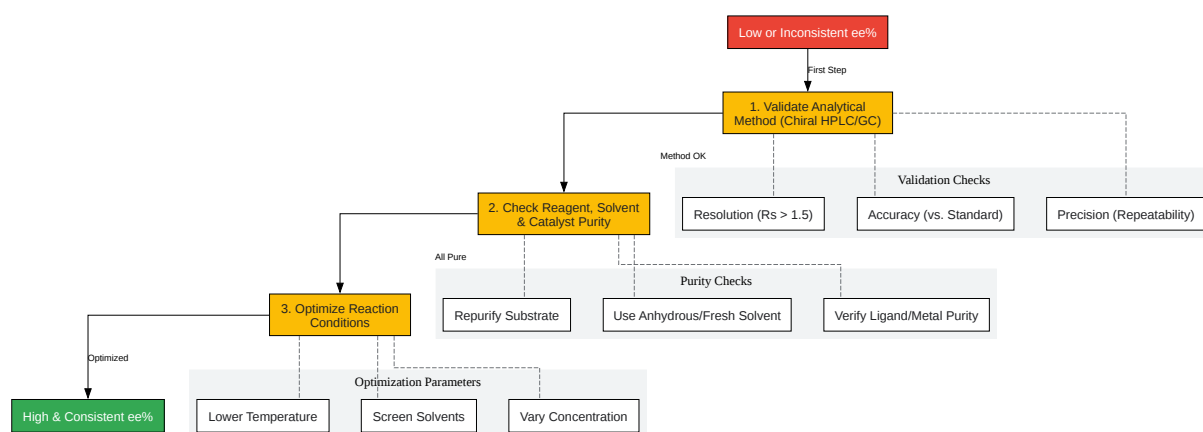 Low or Inconsistent ee%
First Step
1. Validate Analytical
Method (Chiral HPLC/GC)
Method OK
Validation Checks
Resolution (Rs > 1.5)
Accuracy (vs. Standard)
Precision (Repeatability)
2. Check Reagent, Solvent
& Catalyst Purity
All Pure
Purity Checks
Repurify Substrate
Use Anhydrous/Fresh Solvent
Verify Ligand/Metal Purity
3. Optimize Reaction
Conditions
Optimized
Optimization Parameters
Lower Temperature
Screen Solvents
Vary Concentration
High & Consistent ee%